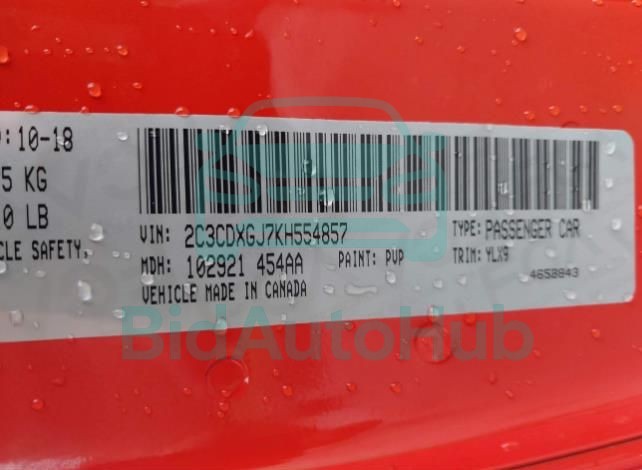 :10-18
5 KG
0 LB
CLE SAFETY,
VIN: 2C3CDXGJ7KH554857
TYPE: PASSENGER CAR
MDH: 102921 454AA
PAINT: PVP
TRIM: YLX9
4658843
VEHICLE MADE IN CANADA
BidAutoHub